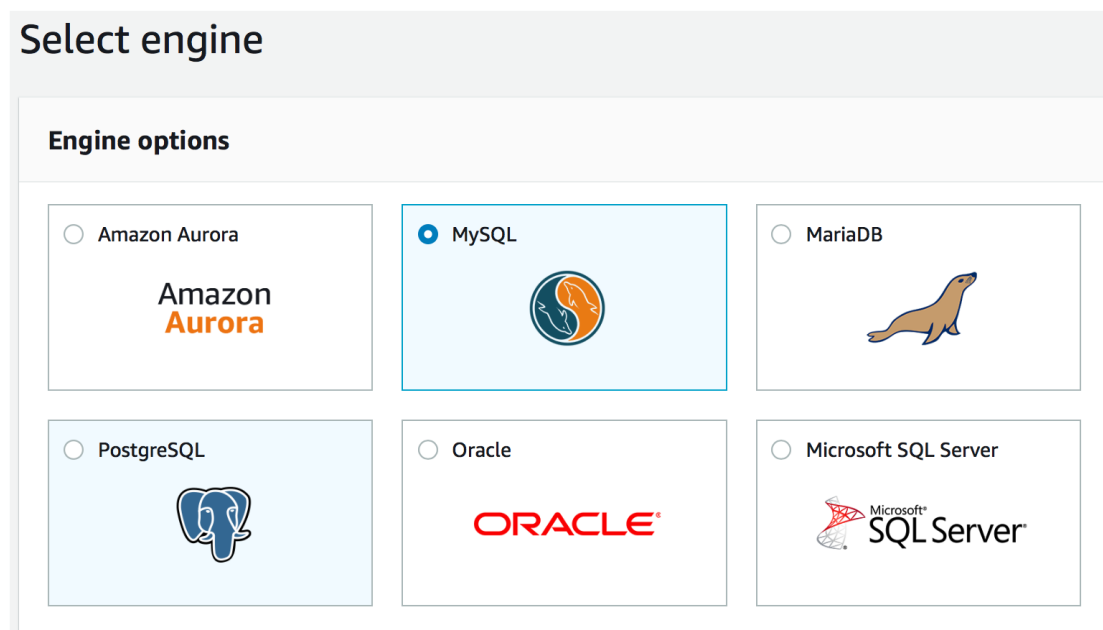 Select engine
Engine options
Amazon Aurora
Amazon
Aurora
MySQL
MariaDB
PostgreSQL
Oracle
ORACLE®
Microsoft SQL Server
Microsoft®
SQL Server®